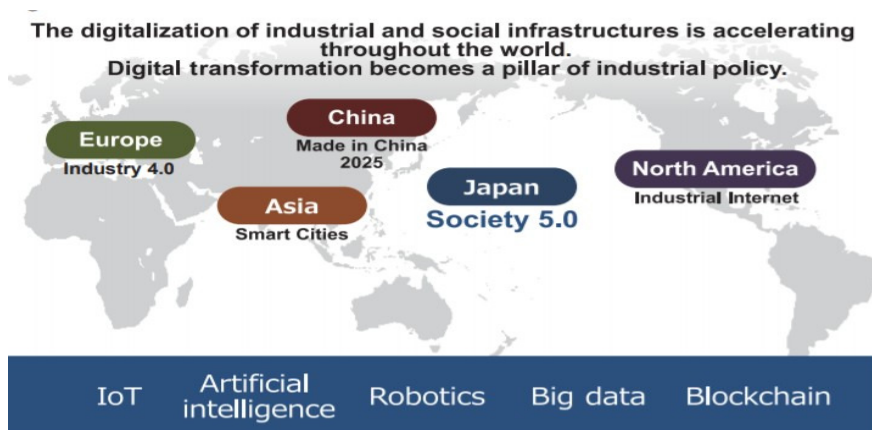 The digitalization of industrial and social infrastructures is accelerating
throughout the world.
Digital transformation becomes a pillar of industrial policy.
China
Made in China
2025
Europe
Industry 4.0
North America
Industrial Internet
Japan
Society 5.0
Asia
Smart Cities
IoT
Artificial
intelligence
Robotics
Big data
Blockchain